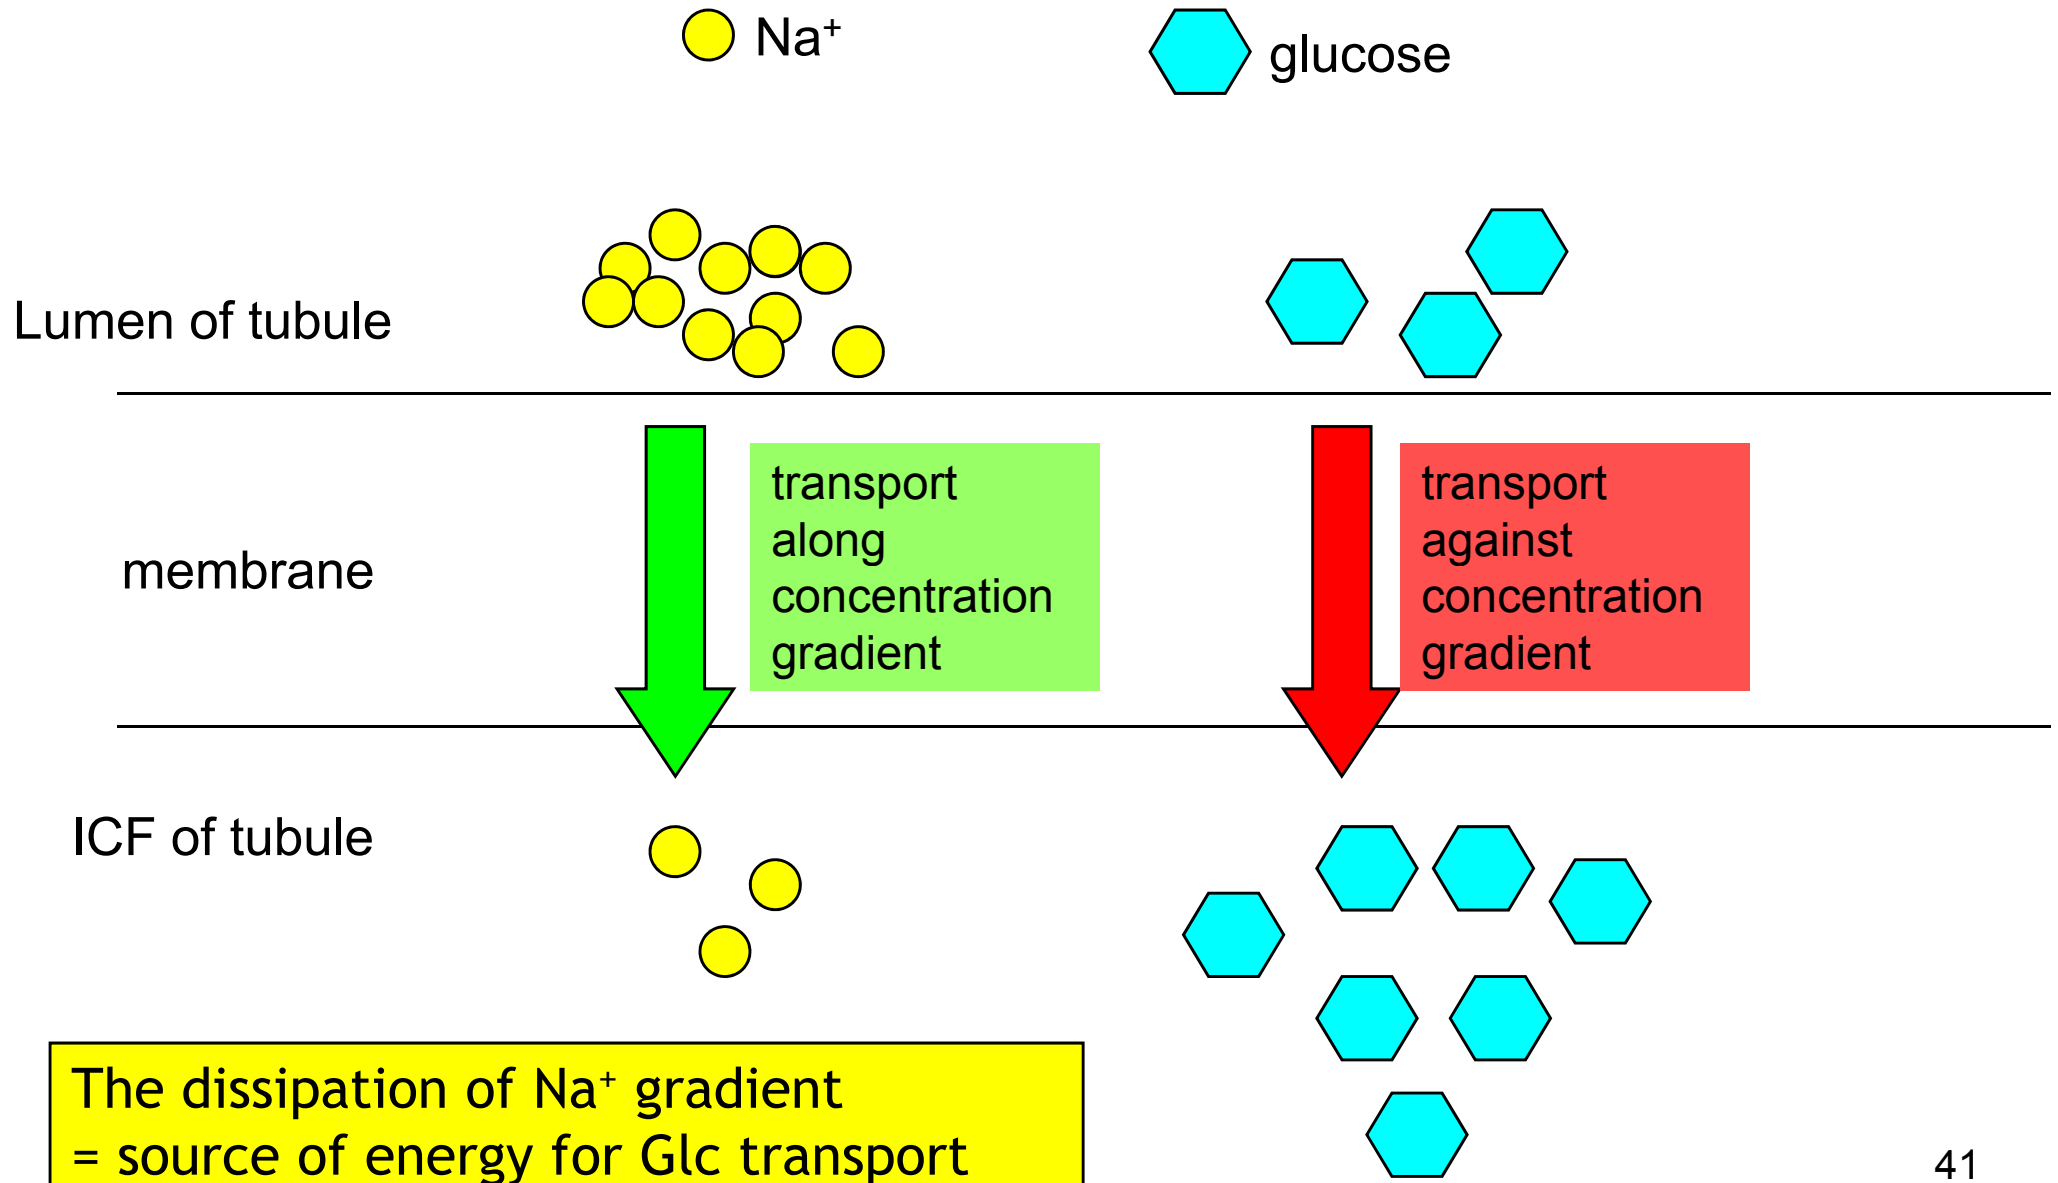 Na⁺
glucose
Lumen of tubule
transport
along
concentration
gradient
transport
against
concentration
gradient
membrane
ICF of tubule
The dissipation of Na⁺ gradient
= source of energy for Glc transport
41